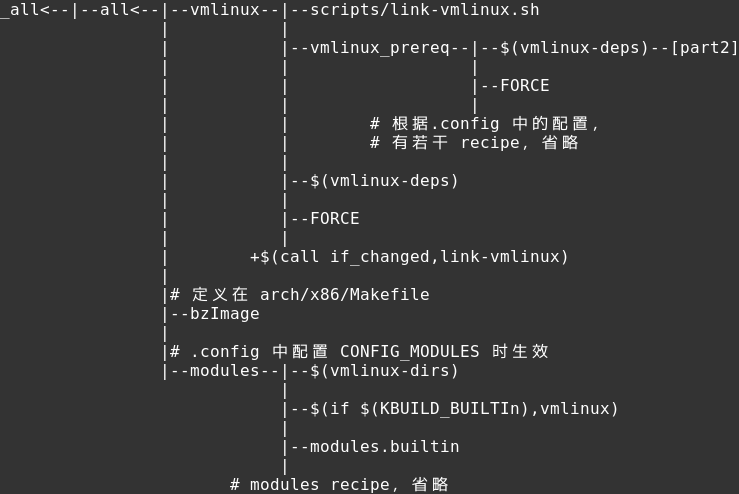 _all<--|--all<--|--vmlinux--|--scripts/link-vmlinux.sh
                |           |
                |           |--vmlinux_prereq--|--$(vmlinux-deps)--[part2]
                |           |                  |
                |           |                  |--FORCE
                |           |                  |
                |           |        # 根据.config 中的配置,
                |           |        # 有若干 recipe, 省略
                |           |
                |           |--$(vmlinux-deps)
                |           |
                |           |--FORCE
                |           |
                |        +$(call if_changed,link-vmlinux)
                |
                |# 定义在 arch/x86/Makefile
                |--bzImage
                |
                |# .config 中配置 CONFIG_MODULES 时生效
                |--modules--|--$(vmlinux-dirs)
                            |
                            |--$(if $(KBUILD_BUILTIn),vmlinux)
                            |
                            |--modules.builtin
                            |
                       # modules recipe, 省略